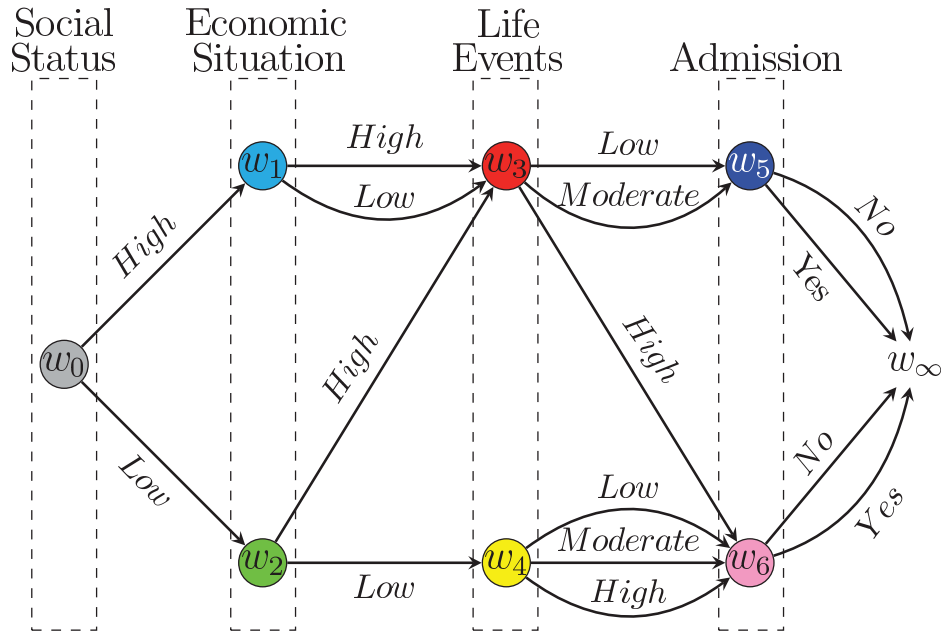 Social
Status
Economic
Situation
Life
Events
Admission
High
Low
w₁
w₃
Low
Moderate
w₅
No
High
Yes
w₀
High
High
w∞
Low
No
Low
w₂
Low
w₄
Moderate
High
w₆
Yes